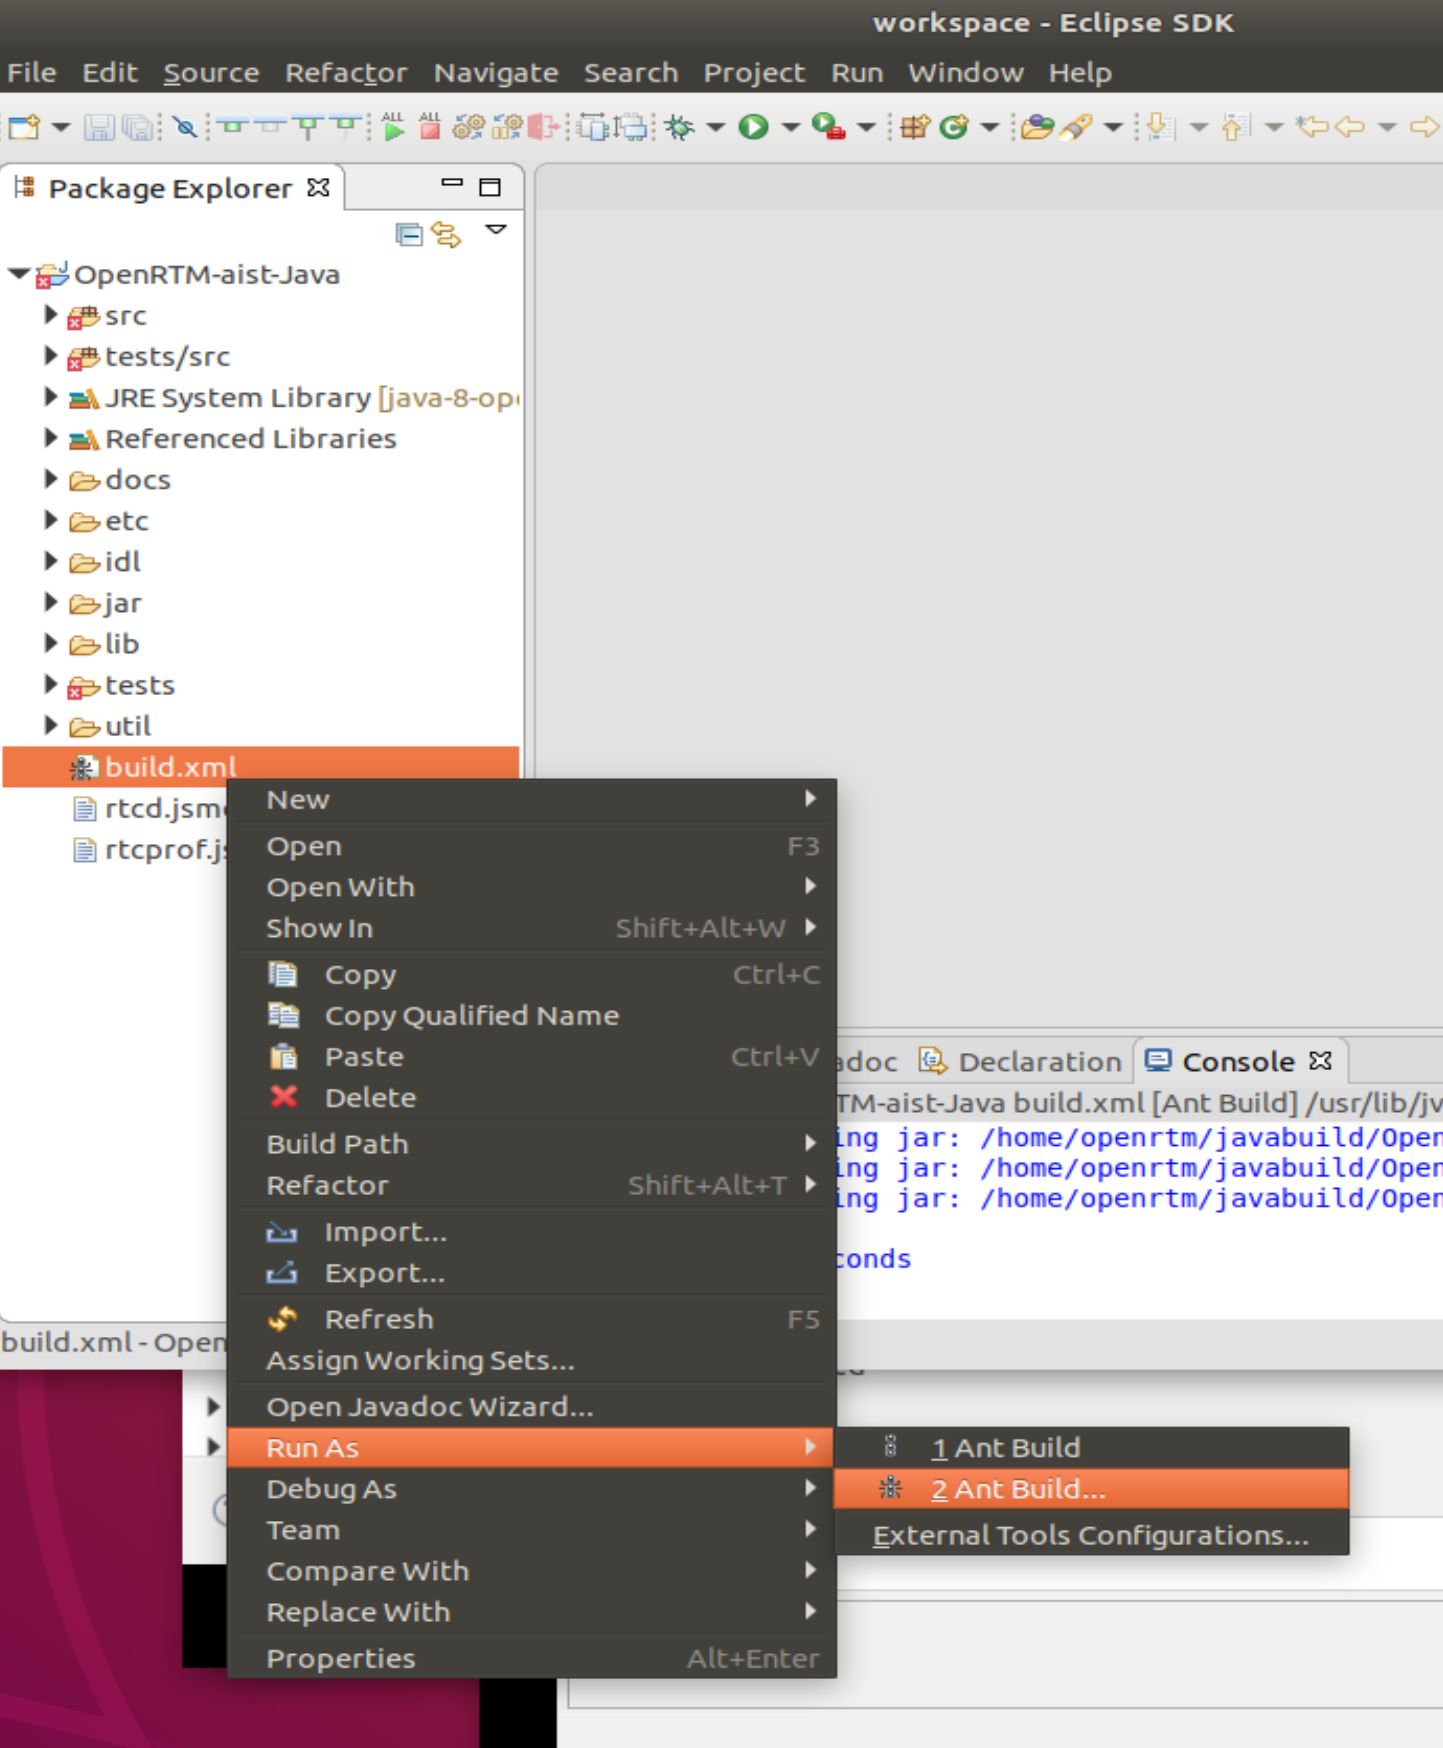 workspace - Eclipse SDK
File Edit Source Refactor Navigate Search Project Run Window Help
ALL ALL
Package Explorer
OpenRTM-aist-Java
src
tests/src
JRE System Library [java-8-op
Referenced Libraries
docs
etc
idl
jar
lib
tests
util
build.xml
rtcd.jsm
rtcprof.j
New
Open F3
Open With
Show In Shift+Alt+W
Copy Ctrl+C
Copy Qualified Name
Paste Ctrl+V
Delete
Build Path
Refactor Shift+Alt+T
Import...
Export...
Refresh F5
Assign Working Sets...
Open Javadoc Wizard...
Run As
Debug As
Team
Compare With
Replace With
Properties Alt+Enter
1 Ant Build
2 Ant Build...
External Tools Configurations...
adoc Declaration Console
TM-aist-Java build.xml [Ant Build] /usr/lib/jv
ing jar: /home/openrtm/javabuild/Open
ing jar: /home/openrtm/javabuild/Open
ing jar: /home/openrtm/javabuild/Open
conds
build.xml - Open